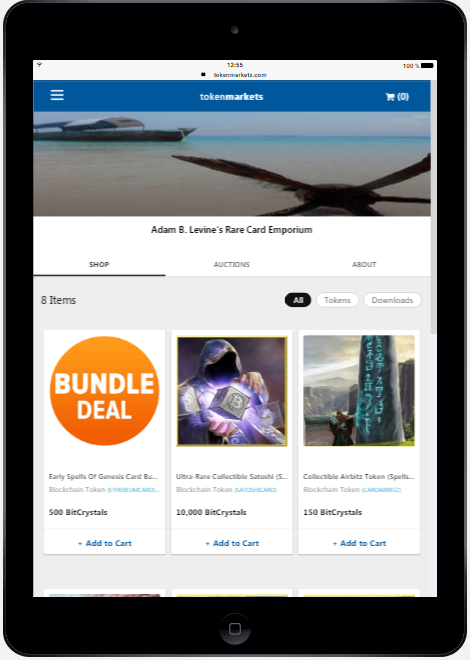 12:55
100 %
tokenmarkets.com
tokenmarkets
(0)
Adam B. Levine's Rare Card Emporium
SHOP AUCTIONS ABOUT
8 Items All Tokens Downloads
BUNDLE
DEAL
Early Spells Of Genesis Card Bu... Ultra-Rare Collectible Satoshi (S... Collectible Airbitz Token (Spells...
Blockchain Token (ETHEREUMCARD)... Blockchain Token (SATOSHICARD) Blockchain Token (CARDAIRBITZ)
500 BitCrystals 10,000 BitCrystals 150 BitCrystals
+ Add to Cart + Add to Cart + Add to Cart